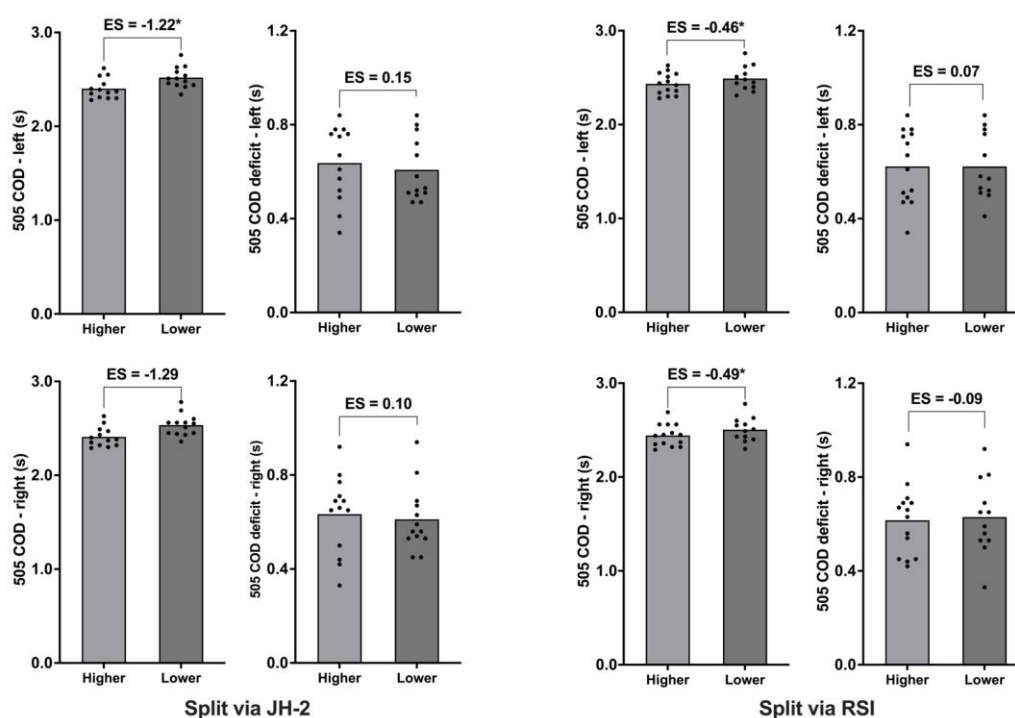 ES = -1.22*
505 COD - left (s)
3.0
2.0
1.0
0.0
Higher Lower
ES = 0.15
505 COD deficit - left (s)
1.2
0.8
0.4
0.0
Higher Lower
ES = -0.46*
505 COD - left (s)
3.0
2.0
1.0
0.0
Higher Lower
ES = 0.07
505 COD deficit - left (s)
1.2
0.8
0.4
0.0
Higher Lower
ES = -1.29
505 COD - right (s)
3.0
2.0
1.0
0.0
Higher Lower
ES = 0.10
505 COD deficit - right (s)
1.2
0.8
0.4
0.0
Higher Lower
ES = -0.49*
505 COD - right (s)
3.0
2.0
1.0
0.0
Higher Lower
ES = -0.09
505 COD deficit - right (s)
1.2
0.8
0.4
0.0
Higher Lower
Split via JH-2
Split via RSI